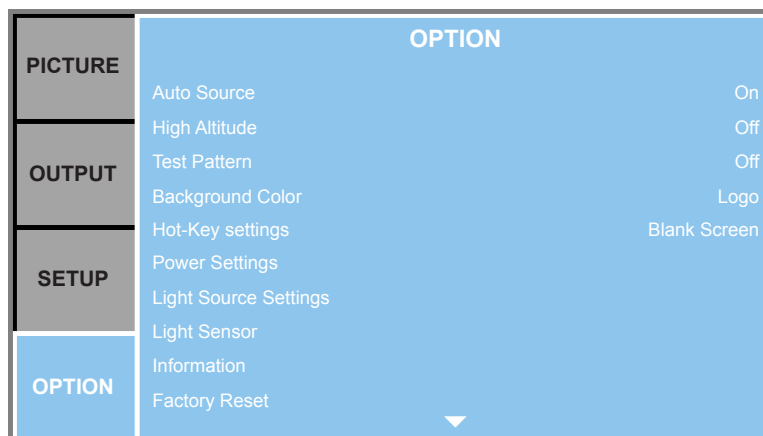 PICTURE
OUTPUT
SETUP
OPTION
OPTION
Auto Source On
High Altitude Off
Test Pattern Off
Background Color Logo
Hot-Key settings Blank Screen
Power Settings
Light Source Settings
Light Sensor
Information
Factory Reset